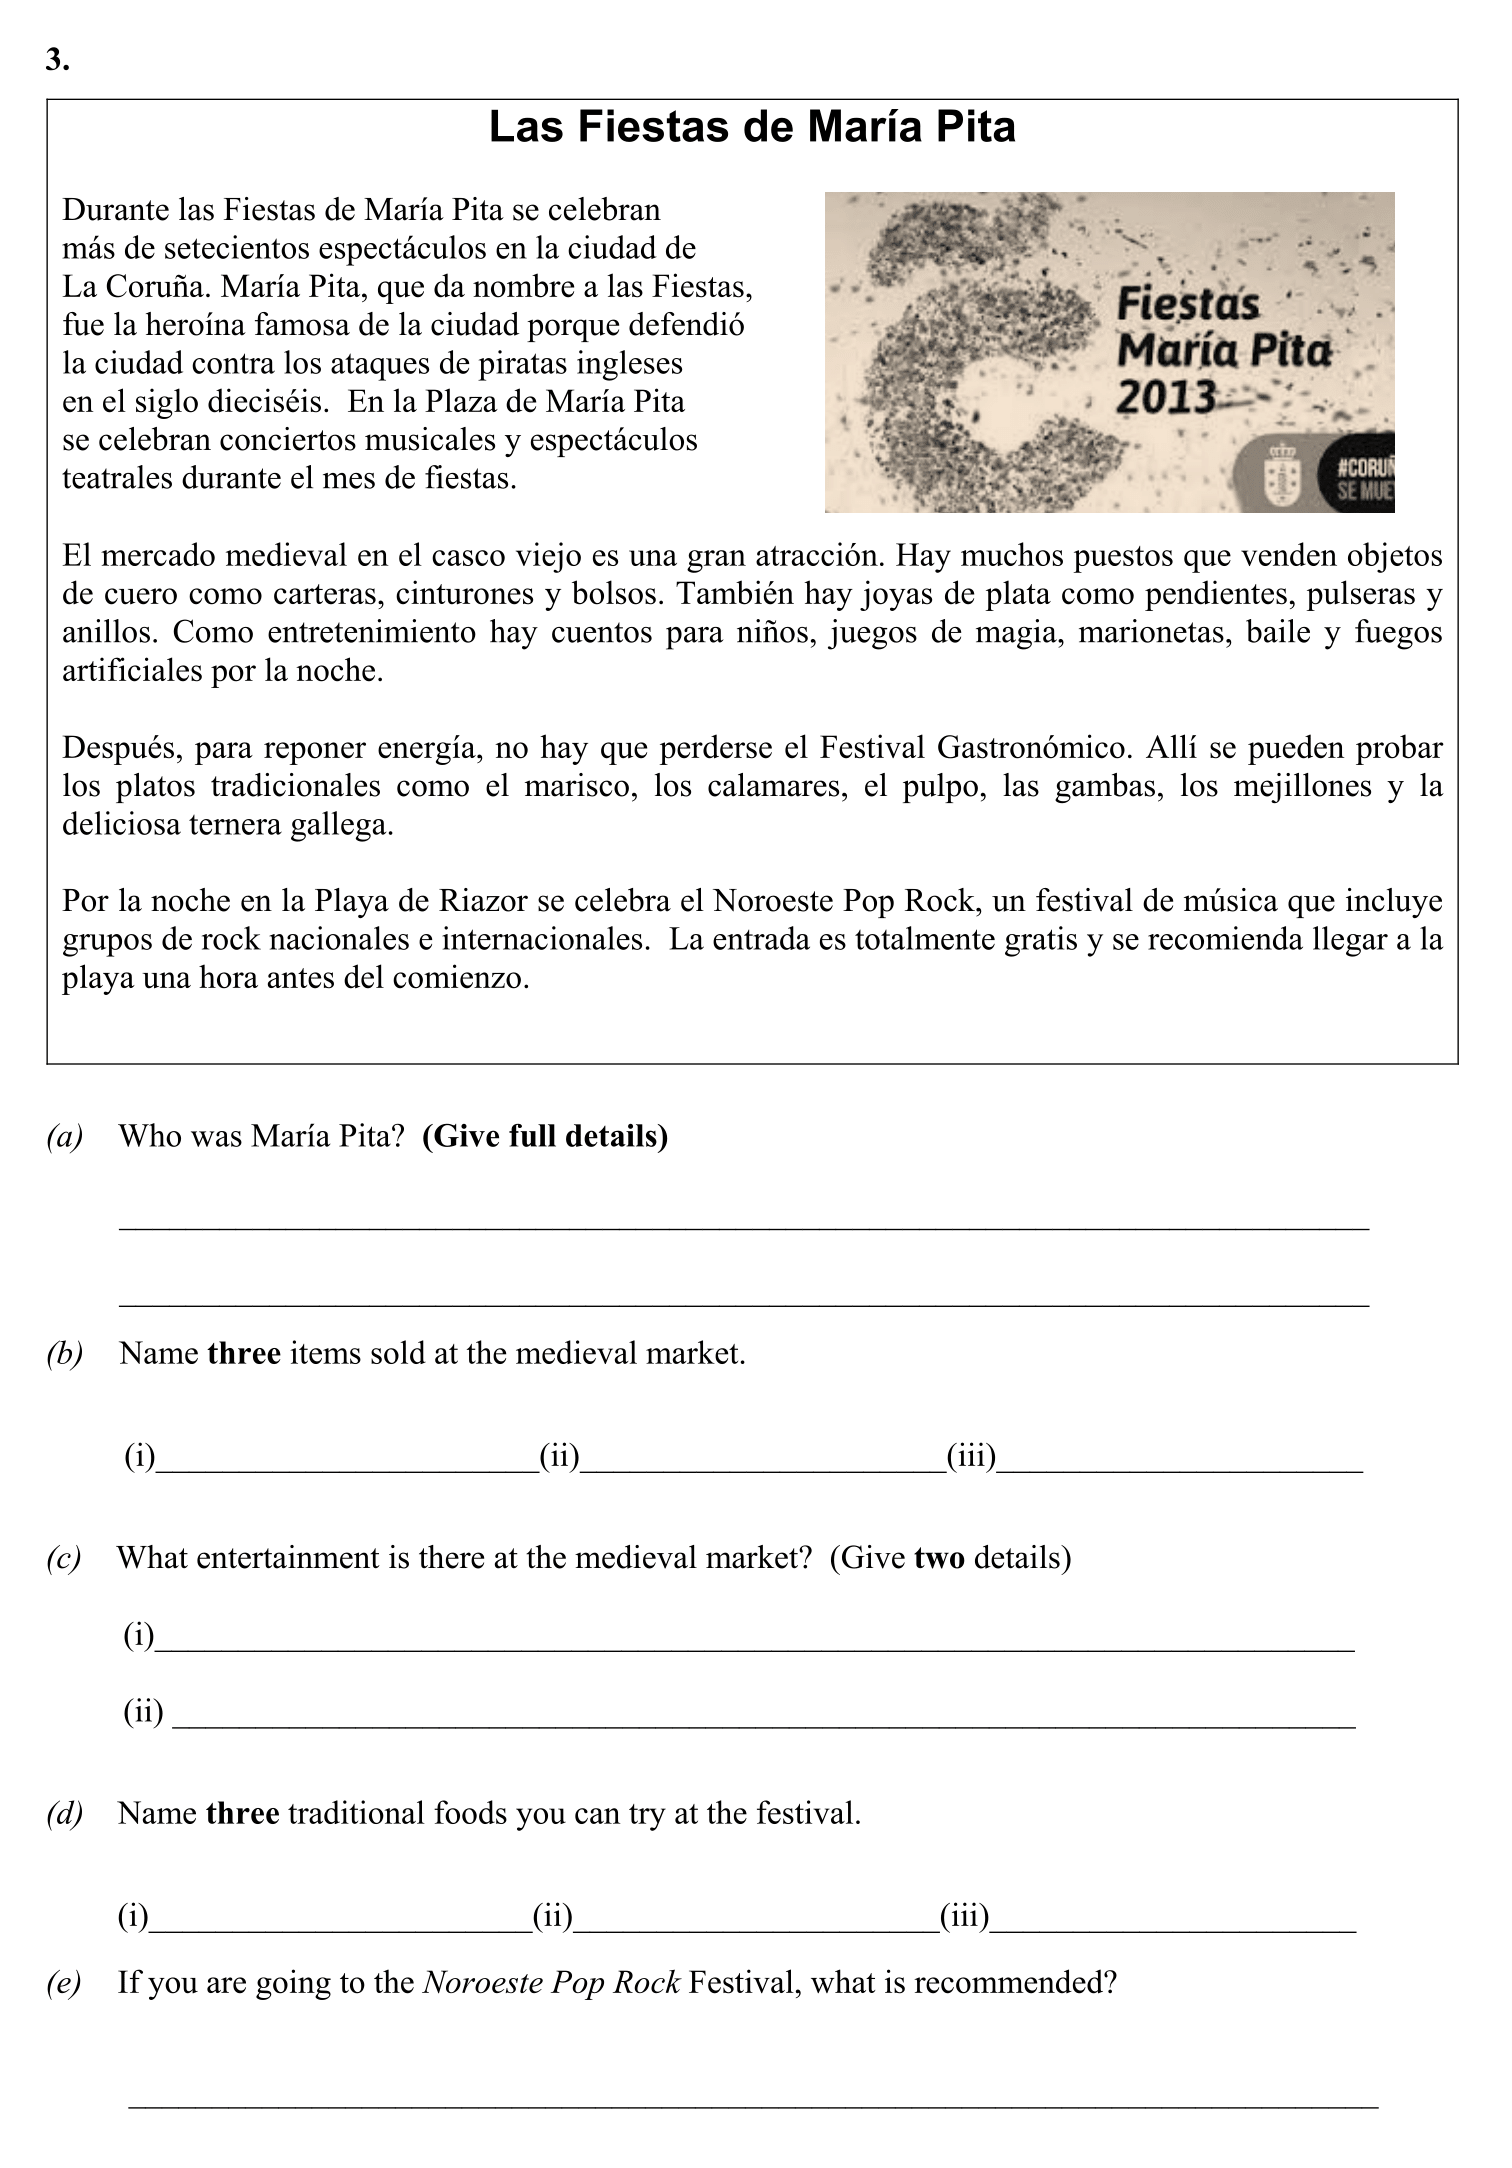 3.
Las Fiestas de María Pita
Durante las Fiestas de María Pita se celebran
más de setecientos espectáculos en la ciudad de
La Coruña. María Pita, que da nombre a las Fiestas,
fue la heroína famosa de la ciudad porque defendió
la ciudad contra los ataques de piratas ingleses
en el siglo dieciséis. En la Plaza de María Pita
se celebran conciertos musicales y espectáculos
teatrales durante el mes de fiestas.
Fiestas
María Pita
2013
#CORUÑ
SE MUE
El mercado medieval en el casco viejo es una gran atracción. Hay muchos puestos que venden objetos
de cuero como carteras, cinturones y bolsos. También hay joyas de plata como pendientes, pulseras y
anillos. Como entretenimiento hay cuentos para niños, juegos de magia, marionetas, baile y fuegos
artificiales por la noche.
Después, para reponer energía, no hay que perderse el Festival Gastronómico. Allí se pueden probar
los platos tradicionales como el marisco, los calamares, el pulpo, las gambas, los mejillones y la
deliciosa ternera gallega.
Por la noche en la Playa de Riazor se celebra el Noroeste Pop Rock, un festival de música que incluye
grupos de rock nacionales e internacionales. La entrada es totalmente gratis y se recomienda llegar a la
playa una hora antes del comienzo.
(a) Who was María Pita? (Give full details)
(b) Name three items sold at the medieval market.
(i)_______________________(ii)______________________(iii)______________________
(c) What entertainment is there at the medieval market? (Give two details)
(i)________________________________________________________________________
(ii) _______________________________________________________________________
(d) Name three traditional foods you can try at the festival.
(i)_______________________(ii)______________________(iii)______________________
(e) If you are going to the Noroeste Pop Rock Festival, what is recommended?